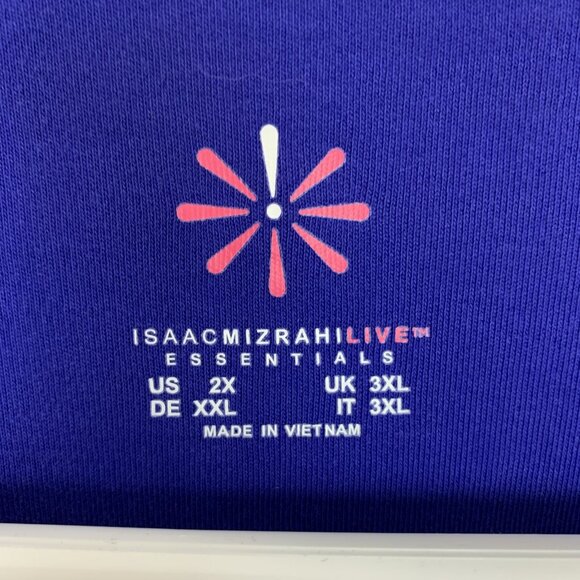 ISAACMIZRAHILIVE™
ESSENTIALS
US 2X UK 3XL
DE XXL IT 3XL
MADE IN VIETNAM